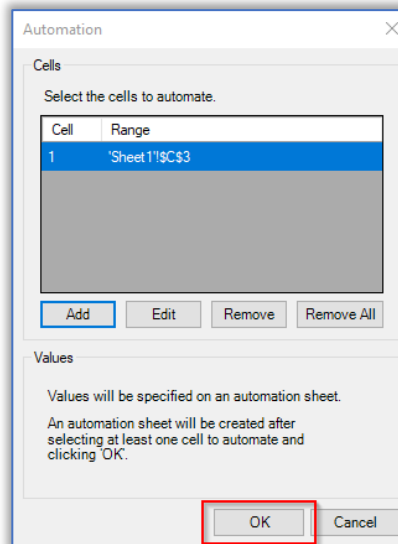 Automation
Cells
Select the cells to automate.
Cell Range
1 'Sheet1'!$C$3
Add Edit Remove Remove All
Values
Values will be specified on an automation sheet.
An automation sheet will be created after
selecting at least one cell to automate and
clicking 'OK'.
OK Cancel